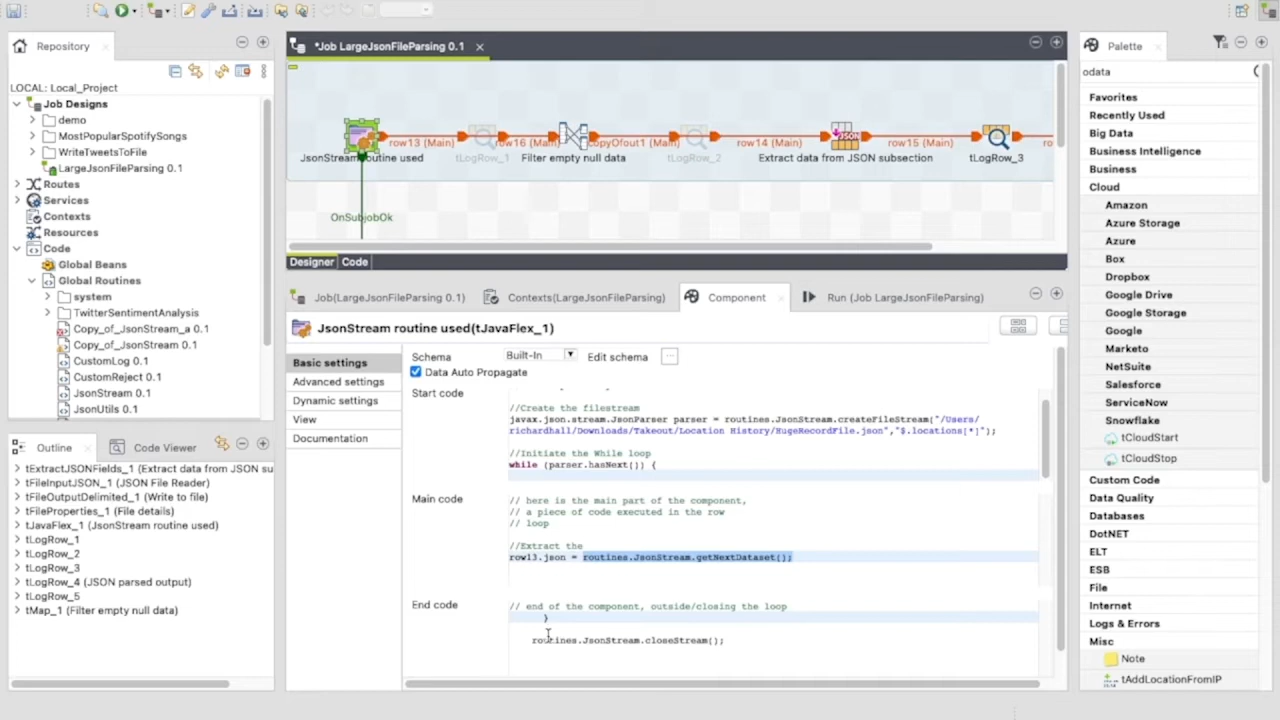 Repository
LOCAL: Local_Project
Job Designs
demo
MostPopularSpotifySongs
WriteTweetsToFile
LargeJsonFileParsing 0.1
Routes
Services
Contexts
Resources
Code
Global Beans
Global Routines
system
TwitterSentimentAnalysis
Copy_of_JsonStream_a 0.1
Copy_of_JsonStream 0.1
CustomLog 0.1
CustomReject 0.1
JsonStream 0.1
JsonUtils 0.1
Outline
Code Viewer
tExtractJSONFields_1 (Extract data from JSON su
tFileInputJSON_1 (JSON File Reader)
tFileOutputDelimited_1 (Write to file)
tFileProperties_1 (File details)
tJavaFlex_1 (JsonStream routine used)
tLogRow_1
tLogRow_2
tLogRow_3
tLogRow_4 (JSON parsed output)
tLogRow_5
tMap_1 (Filter empty null data)
*Job LargeJsonFileParsing 0.1
row13 (Main)
row16 (Main)
copyOfout1 (Main)
row14 (Main)
JSON
row15 (Main)
ro
JsonStream routine used
tLogRow_1
Filter empty null data
tLogRow_2
Extract data from JSON subsection
tLogRow_3
OnSubjobOk
Designer
Code
Job(LargeJsonFileParsing 0.1)
Contexts(LargeJsonFileParsing)
Component
Run (Job LargeJsonFileParsing)
JsonStream routine used(tJavaFlex_1)
Basic settings
Advanced settings
Dynamic settings
View
Documentation
Schema
Built-In
Edit schema
...
Data Auto Propagate
Start code
//Create the filestream
javax.json.stream.JsonParser parser = routines.JsonStream.createFileStream("/Users/
richardhall/Downloads/Takeout/Location History/HugeRecordFile.json","$.locations[*]");
//Initiate the While loop
while (parser.hasNext()) {
Main code
// here is the main part of the component,
// a piece of code executed in the row
// loop
//Extract the
row13.json = routines.JsonStream.getNextDataset();
End code
// end of the component, outside/closing the loop
}
routines.JsonStream.closeStream();
Palette
odata
Favorites
Recently Used
Big Data
Business Intelligence
Business
Cloud
Amazon
Azure Storage
Azure
Box
Dropbox
Google Drive
Google Storage
Google
Marketo
NetSuite
Salesforce
ServiceNow
Snowflake
tCloudStart
tCloudStop
Custom Code
Data Quality
Databases
DotNET
ELT
ESB
File
Internet
Logs & Errors
Misc
Note
tAddLocationFromIP